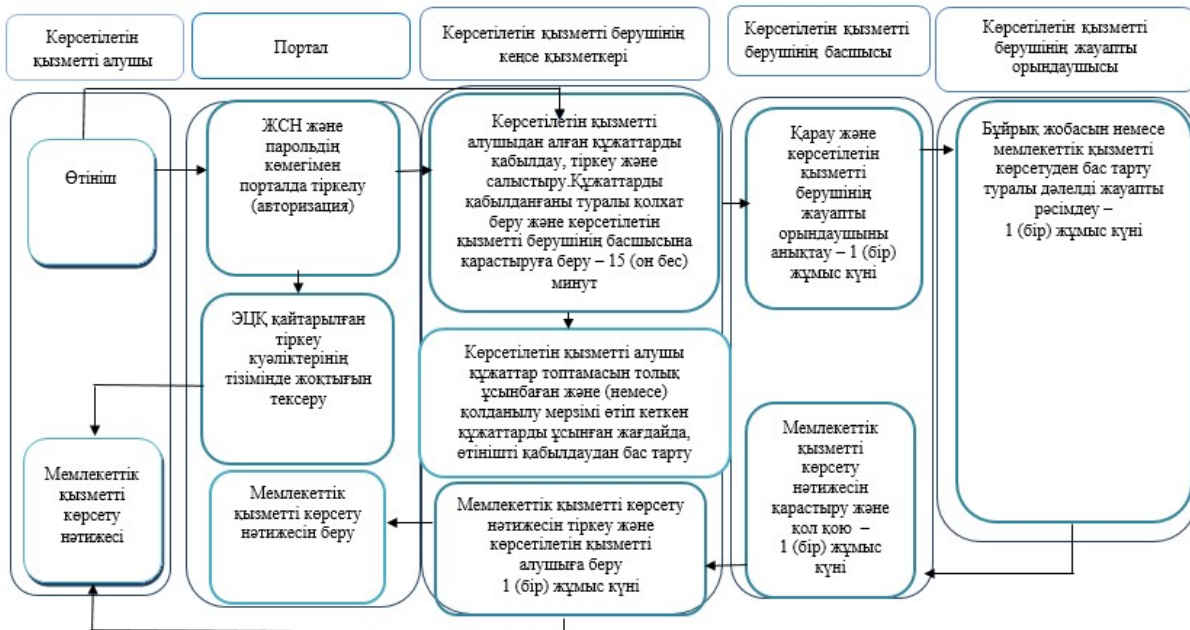 Көрсетілетін
қызметті алушы
Портал
Көрсетілетін қызметті берушінің
кеңсе қызметкері
Көрсетілетін қызметті
берушінің басшысы
Көрсетілетін қызметті
берушінің жауапты
орындаушысы
Өтініш
ЖСН және
парольдің
көмегімен
порталда тіркелу
(авторизация)
Көрсетілетін қызметті
алушыдан алған құжаттарды
қабылдау, тіркеу және
салыстыру.Құжаттарды
қабылданғаны туралы қолхат
беру және көрсетілетін
қызметті берушінің басшысына
қарастыруға беру – 15 (он бес)
минут
Қарау және
көрсетілетін
қызметті
берушінің
жауапты
орындаушыны
анықтау – 1 (бір)
жұмыс күні
Бұйрық жобасын немесе
мемлекеттік қызметті
көрсетуден бас тарту
туралы дәлелді жауапты
рәсімдеу –
1 (бір) жұмыс күні
ЭЦҚ қайтарылған
тіркеу
куәліктерінің
тізімінде жоқтығын
тексеру
Көрсетілетін қызметті алушы
құжаттар топтамасын толық
ұсынбаған және (немесе)
қолданылу мерзімі өтіп кеткен
құжаттарды ұсынған жағдайда,
өтінішті қабылдаудан бас тарту
Мемлекеттік
қызметті
көрсету
нәтижесін
қарастыру және
қол қою –
1 (бір) жұмыс
күні
Мемлекеттік
қызметті
көрсету
нәтижесі
Мемлекеттік
қызметті көрсету
нәтижесін беру
Мемлекеттік қызметті көрсету
нәтижесін тіркеу және
көрсетілетін қызметті
алушыға беру
1 (бір) жұмыс күні